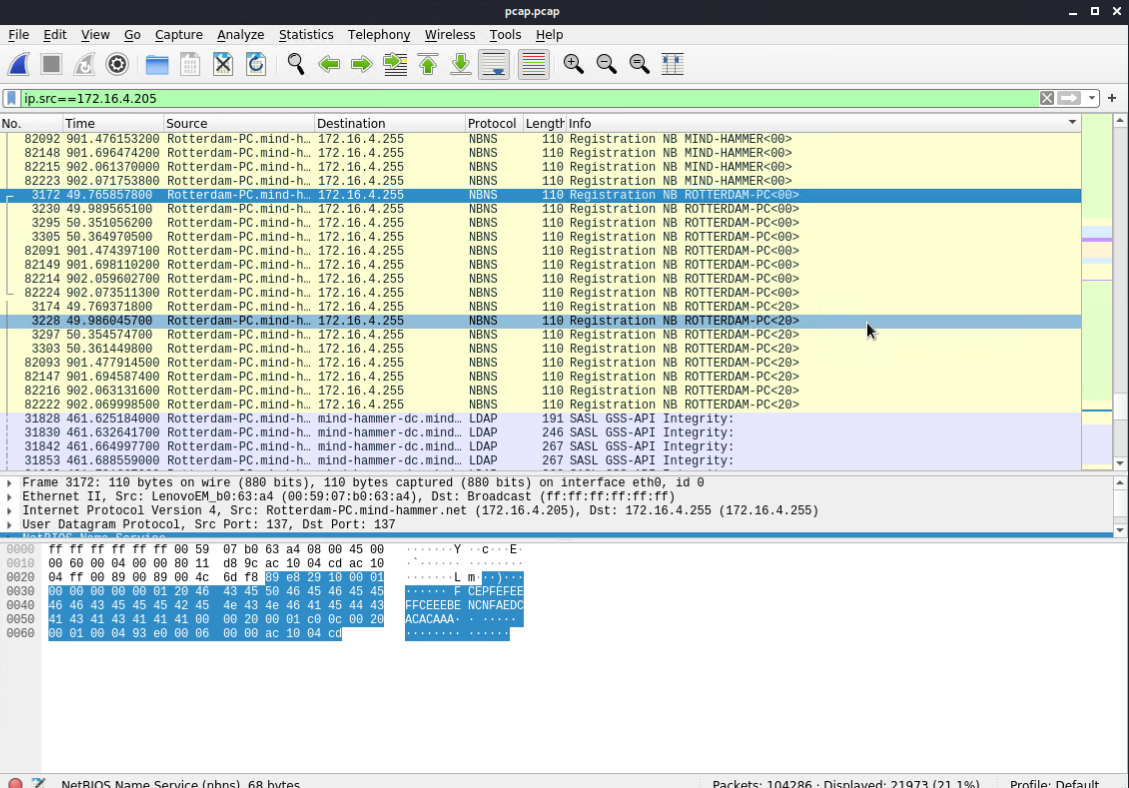 pcap.pcap
File Edit View Go Capture Analyze Statistics Telephony Wireless Tools Help
ip.src==172.16.4.205
No. Time Source Destination Protocol Length Info
82092 901.476153200 Rotterdam-PC.mind-h… 172.16.4.255 NBNS 110 Registration NB MIND-HAMMER<00>
82148 901.696474200 Rotterdam-PC.mind-h… 172.16.4.255 NBNS 110 Registration NB MIND-HAMMER<00>
82215 902.061370000 Rotterdam-PC.mind-h… 172.16.4.255 NBNS 110 Registration NB MIND-HAMMER<00>
82223 902.071753800 Rotterdam-PC.mind-h… 172.16.4.255 NBNS 110 Registration NB MIND-HAMMER<00>
3172 49.765857800 Rotterdam-PC.mind-h… 172.16.4.255 NBNS 110 Registration NB ROTTERDAM-PC<00>
3230 49.989565100 Rotterdam-PC.mind-h… 172.16.4.255 NBNS 110 Registration NB ROTTERDAM-PC<00>
3295 50.351056200 Rotterdam-PC.mind-h… 172.16.4.255 NBNS 110 Registration NB ROTTERDAM-PC<00>
3305 50.364970500 Rotterdam-PC.mind-h… 172.16.4.255 NBNS 110 Registration NB ROTTERDAM-PC<00>
82091 901.474397100 Rotterdam-PC.mind-h… 172.16.4.255 NBNS 110 Registration NB ROTTERDAM-PC<00>
82149 901.698110200 Rotterdam-PC.mind-h… 172.16.4.255 NBNS 110 Registration NB ROTTERDAM-PC<00>
82214 902.059602700 Rotterdam-PC.mind-h… 172.16.4.255 NBNS 110 Registration NB ROTTERDAM-PC<00>
82224 902.073511300 Rotterdam-PC.mind-h… 172.16.4.255 NBNS 110 Registration NB ROTTERDAM-PC<00>
3174 49.769371800 Rotterdam-PC.mind-h… 172.16.4.255 NBNS 110 Registration NB ROTTERDAM-PC<20>
3228 49.986045700 Rotterdam-PC.mind-h… 172.16.4.255 NBNS 110 Registration NB ROTTERDAM-PC<20>
3297 50.354574700 Rotterdam-PC.mind-h… 172.16.4.255 NBNS 110 Registration NB ROTTERDAM-PC<20>
3303 50.361449800 Rotterdam-PC.mind-h… 172.16.4.255 NBNS 110 Registration NB ROTTERDAM-PC<20>
82093 901.477914500 Rotterdam-PC.mind-h… 172.16.4.255 NBNS 110 Registration NB ROTTERDAM-PC<20>
82147 901.694587400 Rotterdam-PC.mind-h… 172.16.4.255 NBNS 110 Registration NB ROTTERDAM-PC<20>
82216 902.063131600 Rotterdam-PC.mind-h… 172.16.4.255 NBNS 110 Registration NB ROTTERDAM-PC<20>
82222 902.069998500 Rotterdam-PC.mind-h… 172.16.4.255 NBNS 110 Registration NB ROTTERDAM-PC<20>
31828 461.625184000 Rotterdam-PC.mind-h… mind-hammer-dc.mind… LDAP 191 SASL GSS-API Integrity:
31830 461.632641700 Rotterdam-PC.mind-h… mind-hammer-dc.mind… LDAP 246 SASL GSS-API Integrity:
31842 461.664997700 Rotterdam-PC.mind-h… mind-hammer-dc.mind… LDAP 267 SASL GSS-API Integrity:
31853 461.688559000 Rotterdam-PC.mind-h… mind-hammer-dc.mind… LDAP 267 SASL GSS-API Integrity:
Frame 3172: 110 bytes on wire (880 bits), 110 bytes captured (880 bits) on interface eth0, id 0
Ethernet II, Src: LenovoEM_b0:63:a4 (00:59:07:b0:63:a4), Dst: Broadcast (ff:ff:ff:ff:ff:ff)
Internet Protocol Version 4, Src: Rotterdam-PC.mind-hammer.net (172.16.4.205), Dst: 172.16.4.255 (172.16.4.255)
User Datagram Protocol, Src Port: 137, Dst Port: 137
NetBIOS Name Service
0000 ff ff ff ff ff ff 00 59 07 b0 63 a4 08 00 45 00 ·······Y ··c···E·
0010 00 60 00 04 00 00 80 11 d8 9c ac 10 04 cd ac 10 ·`······ ········
0020 04 ff 00 89 00 89 00 4c 6d f8 89 e8 29 10 00 01 ·······L m···)···
0030 00 00 00 00 00 01 20 46 43 45 50 46 45 46 45 45 ······ F CEPFEFEE
0040 46 46 43 45 45 45 42 45 4e 43 4e 46 41 45 44 43 FFCEEEBE NCNFAEDC
0050 41 43 41 43 41 41 41 00 00 20 00 01 c0 0c 00 20 ACACAAA· · ·····
0060 00 01 00 04 93 e0 00 06 00 00 ac 10 04 cd ········ ······
NetBIOS Name Service (nbns), 68 bytes Packets: 104286 · Displayed: 21973 (21.1%) Profile: Default